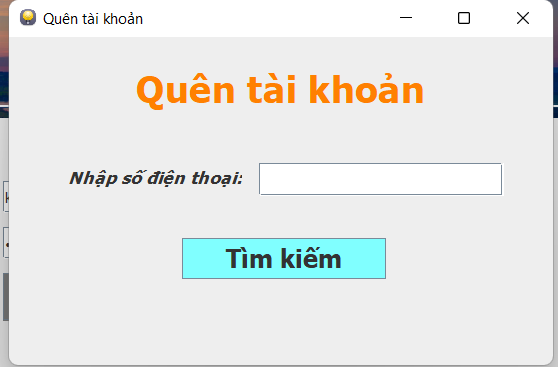 Quên tài khoản
Quên tài khoản
Nhập số điện thoại:
Tìm kiếm